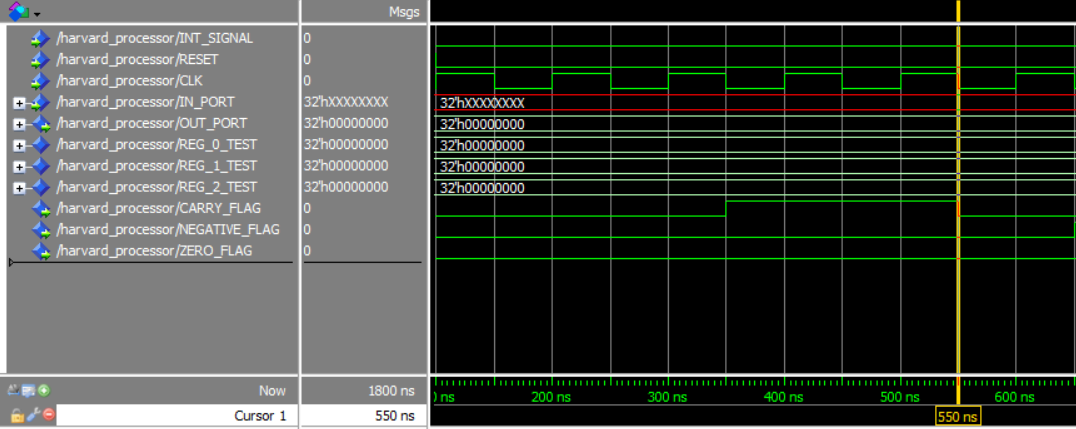 Msgs
/harvard_processor/INT_SIGNAL 0
/harvard_processor/RESET 0
/harvard_processor/CLK 0
/harvard_processor/IN_PORT 32'hXXXXXXXX 32'hXXXXXXXX
/harvard_processor/OUT_PORT 32'h00000000 32'h00000000
/harvard_processor/REG_0_TEST 32'h00000000 32'h00000000
/harvard_processor/REG_1_TEST 32'h00000000 32'h00000000
/harvard_processor/REG_2_TEST 32'h00000000 32'h00000000
/harvard_processor/CARRY_FLAG 0
/harvard_processor/NEGATIVE_FLAG 0
/harvard_processor/ZERO_FLAG 0
Now 1800 ns ns 200 ns 300 ns 400 ns 500 ns 600 ns
Cursor 1 550 ns 550 ns